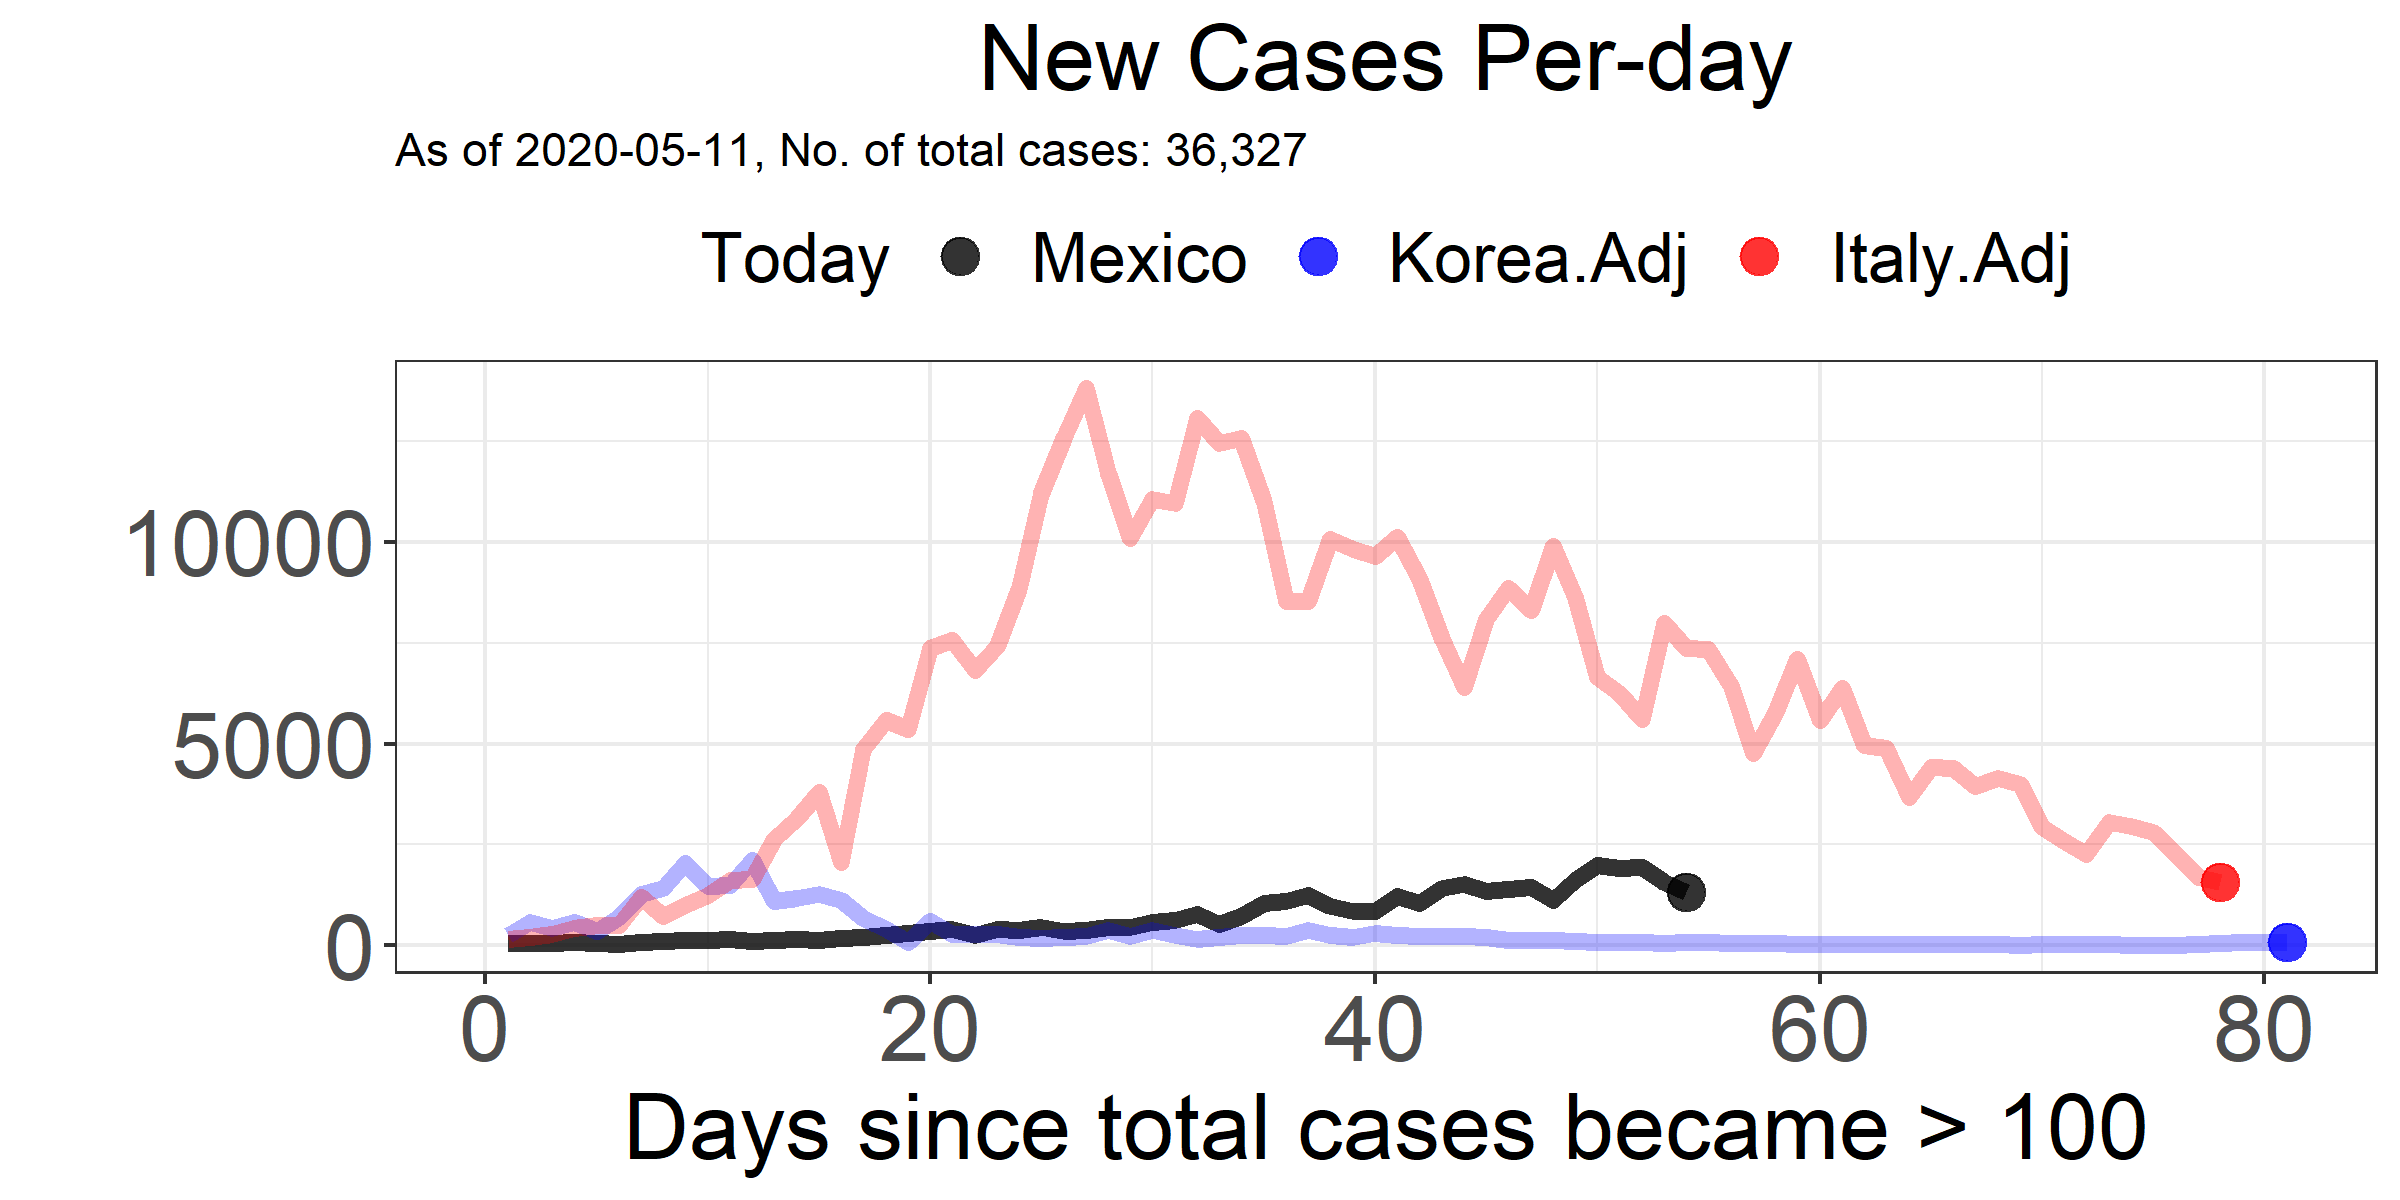 New Cases Per-day
As of 2020-05-11, No. of total cases: 36,327
Today Mexico Korea.Adj Italy.Adj
10000
5000
0
0 20 40 60 80
Days since total cases became > 100